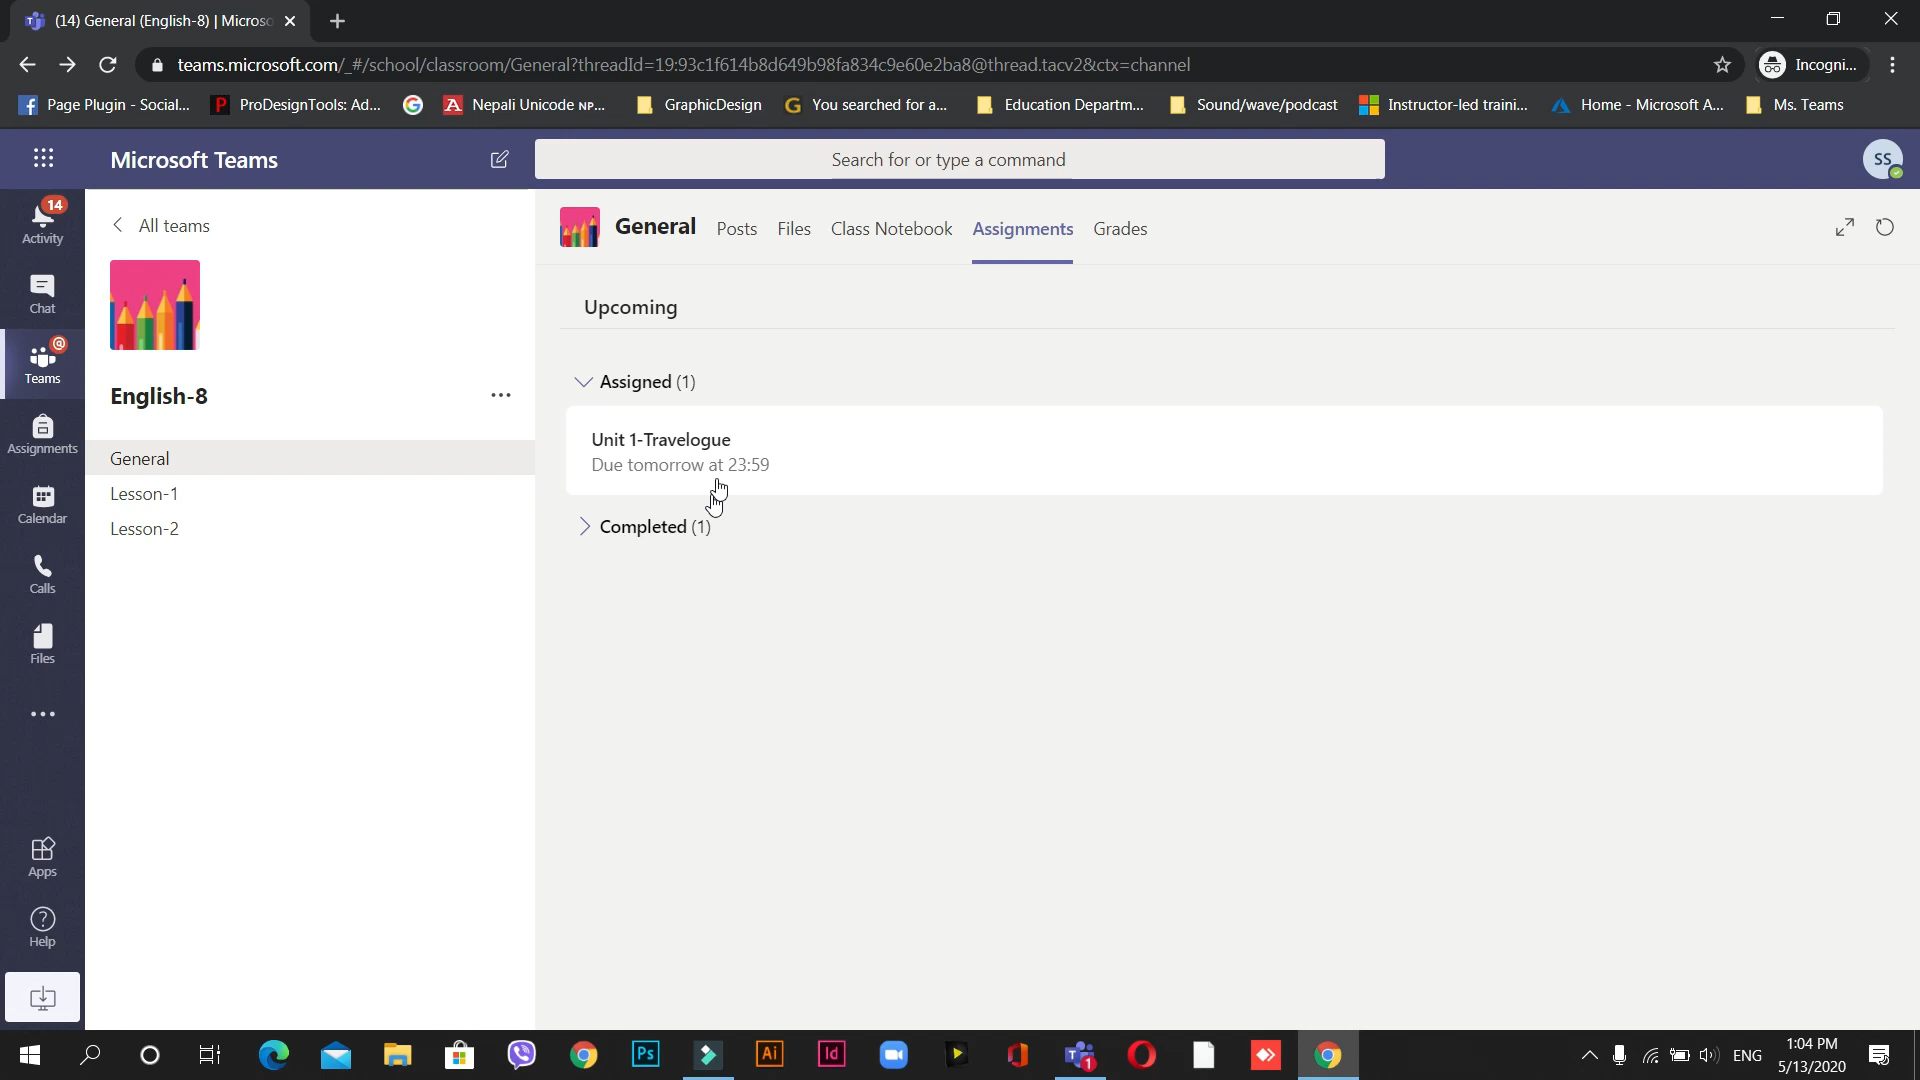 (14) General (English-8) | Microso
teams.microsoft.com/_#/school/classroom/General?threadId=19:93c1f614b8d649b98fa834c9e60e2ba8@thread.tacv2&ctx=channel
Incogni...
Page Plugin - Social...
ProDesignTools: Ad...
Nepali Unicode NP...
GraphicDesign
You searched for a...
Education Departm...
Sound/wave/podcast
Instructor-led traini...
Home - Microsoft A...
Ms. Teams
Microsoft Teams
Search for or type a command
SS
14
Activity
Chat
@
Teams
Assignments
Calendar
Calls
Files
Apps
Help
All teams
English-8
General
Lesson-1
Lesson-2
General
Posts
Files
Class Notebook
Assignments
Grades
Upcoming
Assigned (1)
Unit 1-Travelogue
Due tomorrow at 23:59
Completed (1)
Ps
Ai
Id
1
ENG
1:04 PM
5/13/2020